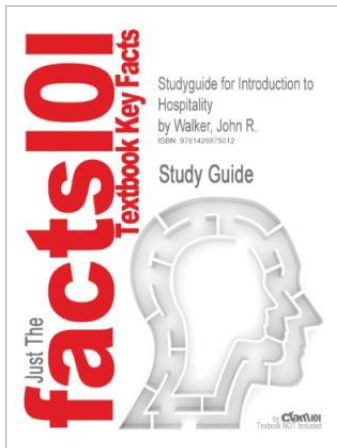 Just The
facts101
Textbook Key Facts
Studyguide for Introduction to
Hospitality
by Walker, John R.
ISBN: 9781428875012
Study Guide
by Cram101
Textbook NOT Included